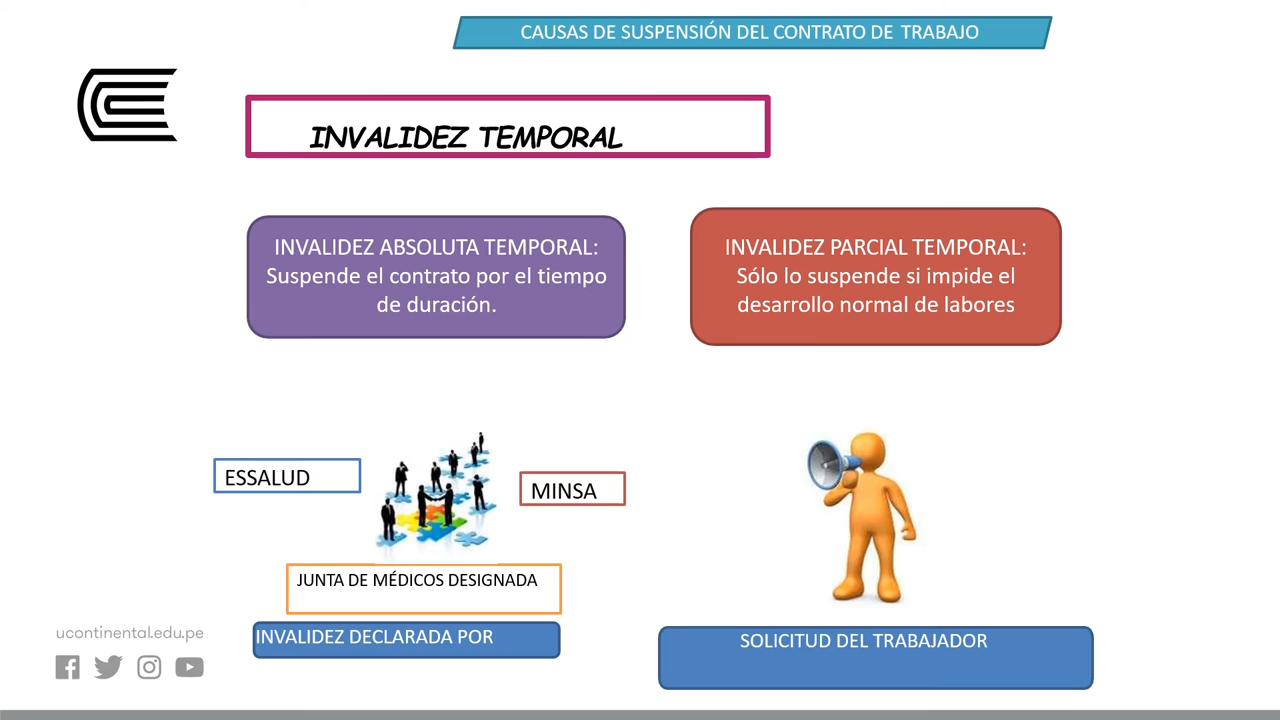 CAUSAS DE SUSPENSIÓN DEL CONTRATO DE TRABAJO
INVALIDEZ TEMPORAL
INVALIDEZ ABSOLUTA TEMPORAL:
Suspende el contrato por el tiempo
de duración.
INVALIDEZ PARCIAL TEMPORAL:
Sólo lo suspende si impide el
desarrollo normal de labores
ESSALUD
MINSA
JUNTA DE MÉDICOS DESIGNADA
INVALIDEZ DECLARADA POR
SOLICITUD DEL TRABAJADOR
ucontinental.edu.pe